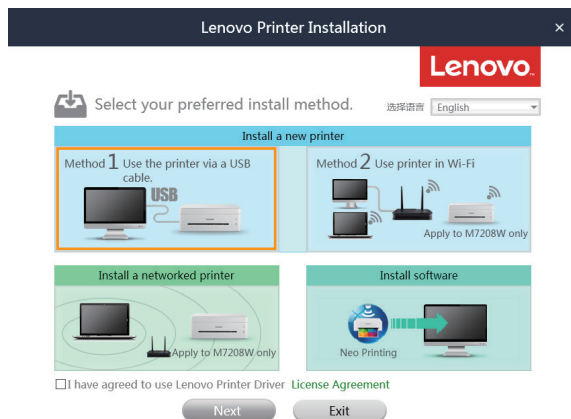 Lenovo Printer Installation
×
Lenovo
Select your preferred install method.
选择语言 English
Install a new printer
Method 1 Use the printer via a USB
cable.
USB
Method 2 Use printer in Wi-Fi
Apply to M7208W only
Install a networked printer
Apply to M7208W only
Install software
Neo Printing
I have agreed to use Lenovo Printer Driver License Agreement
Next
Exit